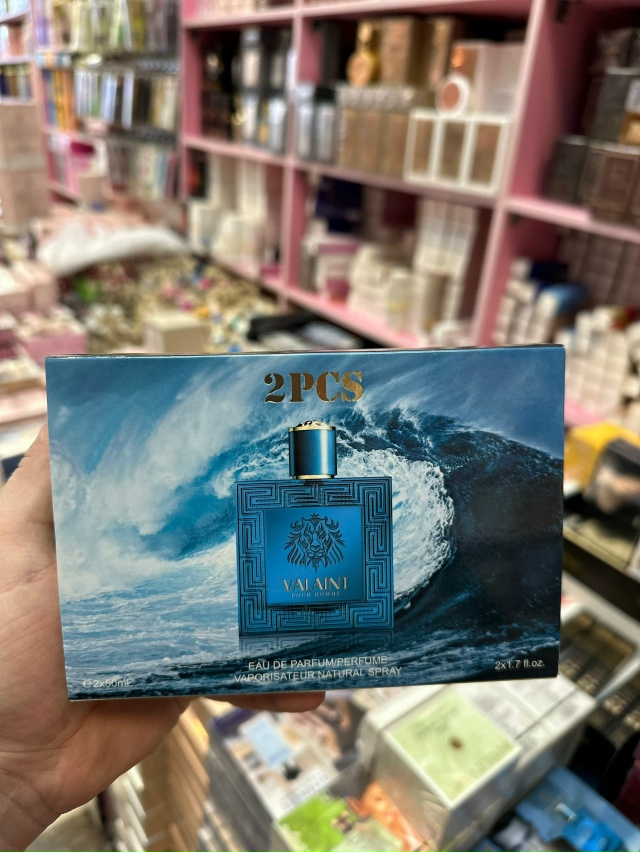 2PCS
VALAINT
POUR HOMME
EAU DE PARFUM/PERFUME
VAPORISATEUR NATURAL SPRAY
℮2x50ml
2x1.7 fl.oz.